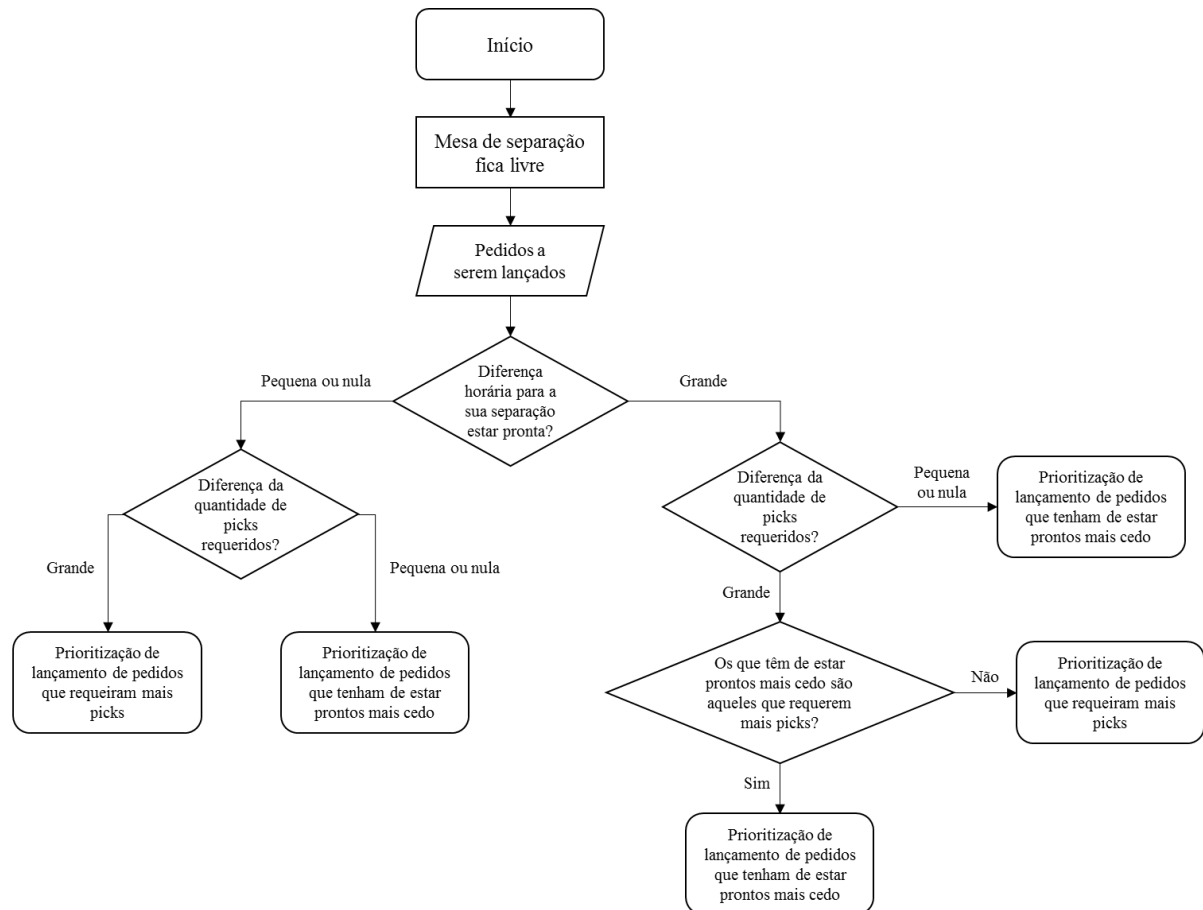 Início
Mesa de separação
fica livre
Pedidos a
serem lançados
Diferença
horária para a
sua separação
estar pronta?
Pequena ou nula
Grande
Diferença da
quantidade de
picks
requeridos?
Grande
Pequena ou nula
Prioritização de
lançamento de pedidos
que requeiram mais
picks
Prioritização de
lançamento de pedidos
que tenham de estar
prontos mais cedo
Diferença da
quantidade de
picks
requeridos?
Pequena
ou nula
Prioritização de
lançamento de pedidos
que tenham de estar
prontos mais cedo
Grande
Os que têm de estar
prontos mais cedo são
aqueles que requerem
mais picks?
Não
Prioritização de
lançamento de pedidos
que requeiram mais
picks
Sim
Prioritização de
lançamento de pedidos
que tenham de estar
prontos mais cedo